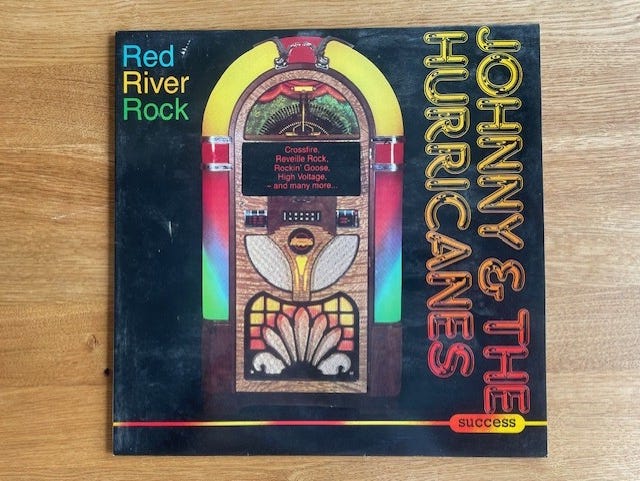 Red
River
Rock
Crossfire,
Reveille Rock,
Rockin' Goose,
High Voltage,
– and many more...
JOHNNY & THE
HURRICANES
success